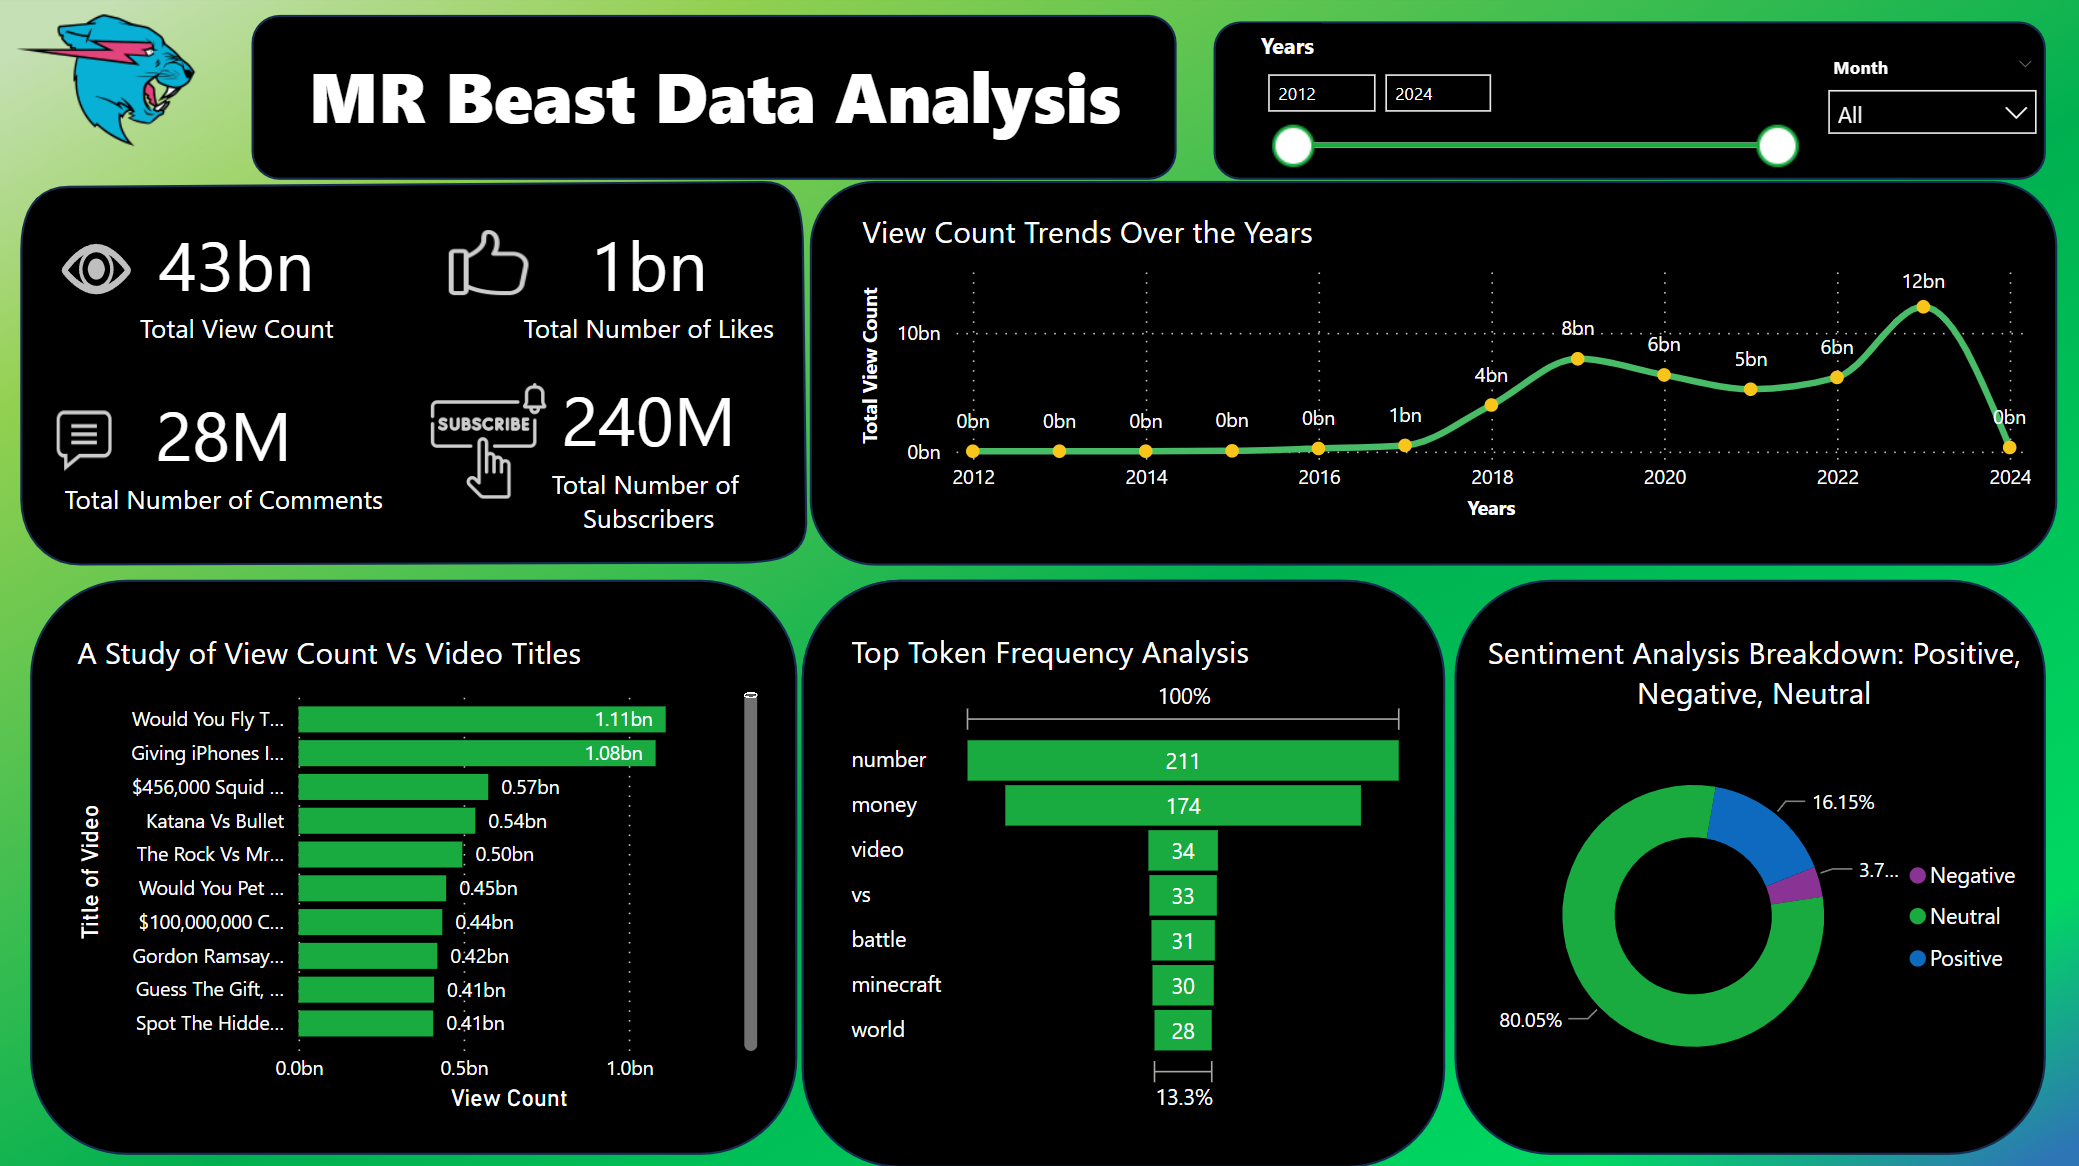 MR Beast Data Analysis
Years
2012
2024
Month
All
43bn
Total View Count
1bn
Total Number of Likes
28M
Total Number of Comments
SUBSCRIBE
240M
Total Number of
Subscribers
View Count Trends Over the Years
Total View Count
10bn
0bn
0bn
0bn
0bn
0bn
0bn
1bn
4bn
8bn
6bn
5bn
6bn
12bn
0bn
2012
2014
2016
2018
2020
2022
2024
Years
A Study of View Count Vs Video Titles
Title of Video
Would You Fly T... 1.11bn
Giving iPhones I... 1.08bn
$456,000 Squid ... 0.57bn
Katana Vs Bullet 0.54bn
The Rock Vs Mr... 0.50bn
Would You Pet ... 0.45bn
$100,000,000 C... 0.44bn
Gordon Ramsay... 0.42bn
Guess The Gift, ... 0.41bn
Spot The Hidde... 0.41bn
0.0bn 0.5bn 1.0bn
View Count
Top Token Frequency Analysis
100%
number 211
money 174
video 34
vs 33
battle 31
minecraft 30
world 28
13.3%
Sentiment Analysis Breakdown: Positive,
Negative, Neutral
16.15%
3.7...
80.05%
Negative
Neutral
Positive